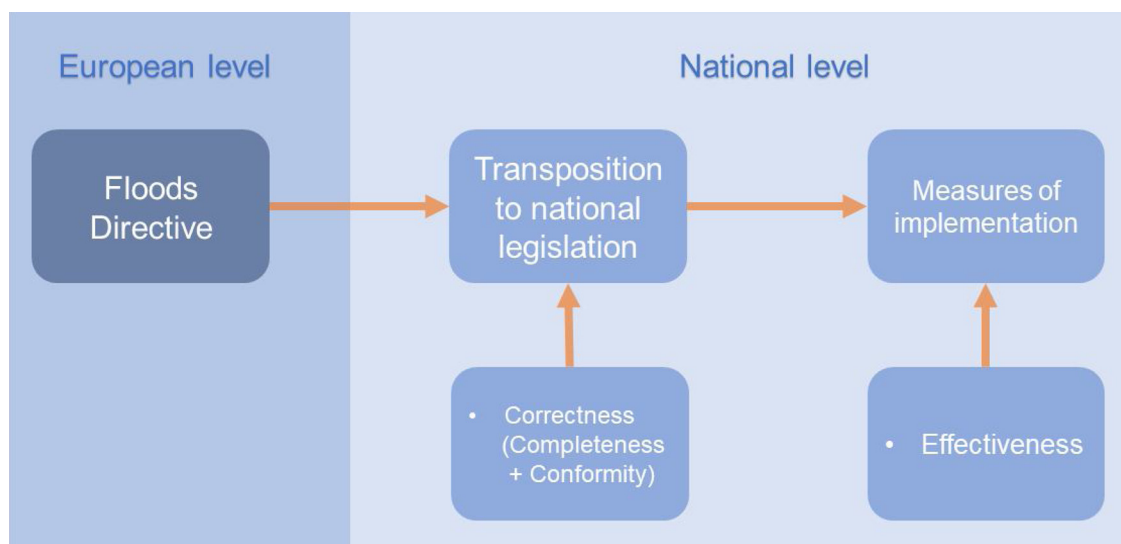 European level
National level
Floods
Directive
Transposition
to national
legislation
Measures of
implementation
• Correctness
(Completeness
+ Conformity)
• Effectiveness